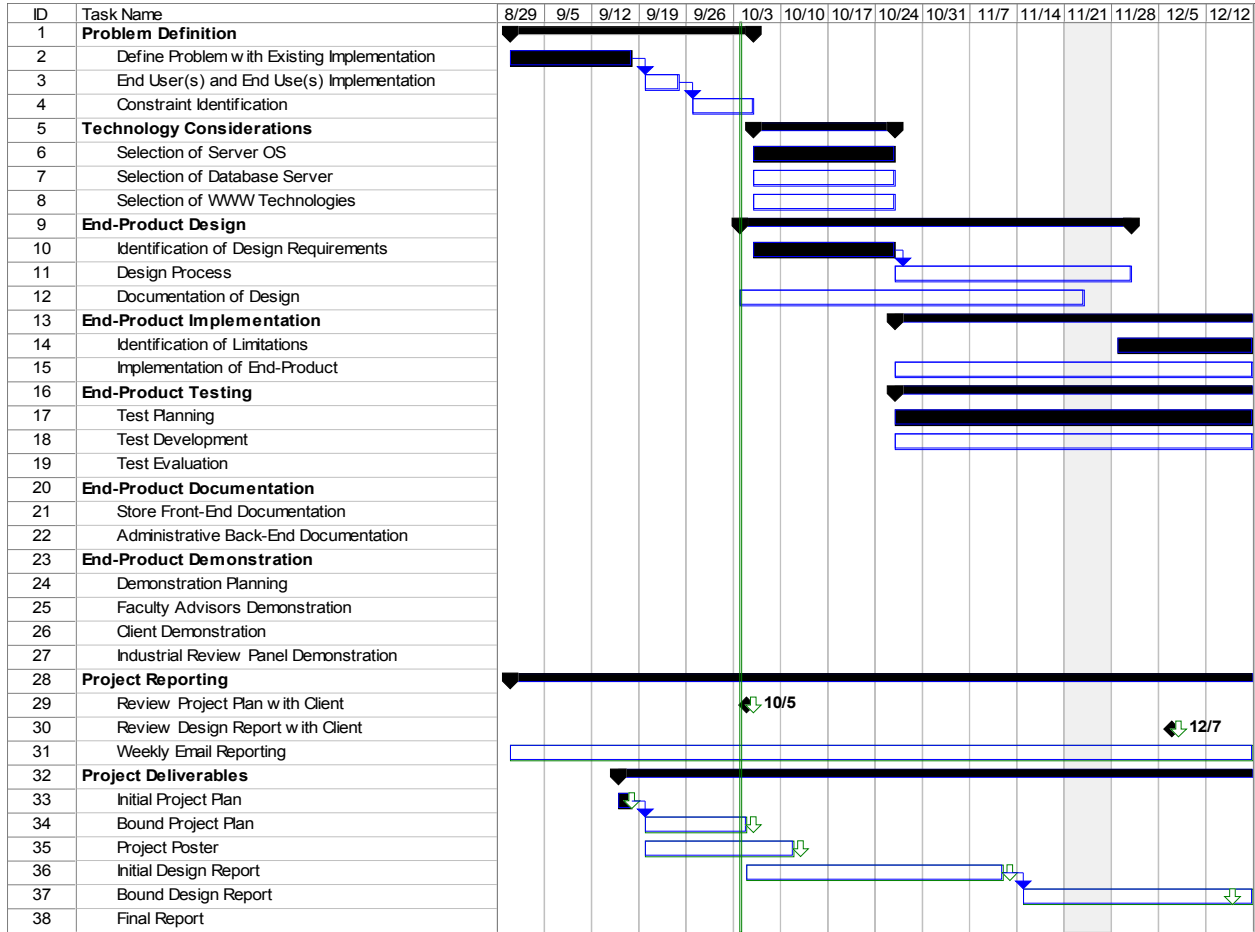 ID Task Name 8/29 9/5 9/12 9/19 9/26 10/3 10/10 10/17 10/24 10/31 11/7 11/14 11/21 11/28 12/5 12/12
1 Problem Definition
2 Define Problem with Existing Implementation
3 End User(s) and End Use(s) Implementation
4 Constraint Identification
5 Technology Considerations
6 Selection of Server OS
7 Selection of Database Server
8 Selection of WWW Technologies
9 End-Product Design
10 Identification of Design Requirements
11 Design Process
12 Documentation of Design
13 End-Product Implementation
14 Identification of Limitations
15 Implementation of End-Product
16 End-Product Testing
17 Test Planning
18 Test Development
19 Test Evaluation
20 End-Product Documentation
21 Store Front-End Documentation
22 Administrative Back-End Documentation
23 End-Product Demonstration
24 Demonstration Planning
25 Faculty Advisors Demonstration
26 Client Demonstration
27 Industrial Review Panel Demonstration
28 Project Reporting
29 Review Project Plan with Client 10/5
30 Review Design Report with Client 12/7
31 Weekly Email Reporting
32 Project Deliverables
33 Initial Project Plan
34 Bound Project Plan
35 Project Poster
36 Initial Design Report
37 Bound Design Report
38 Final Report